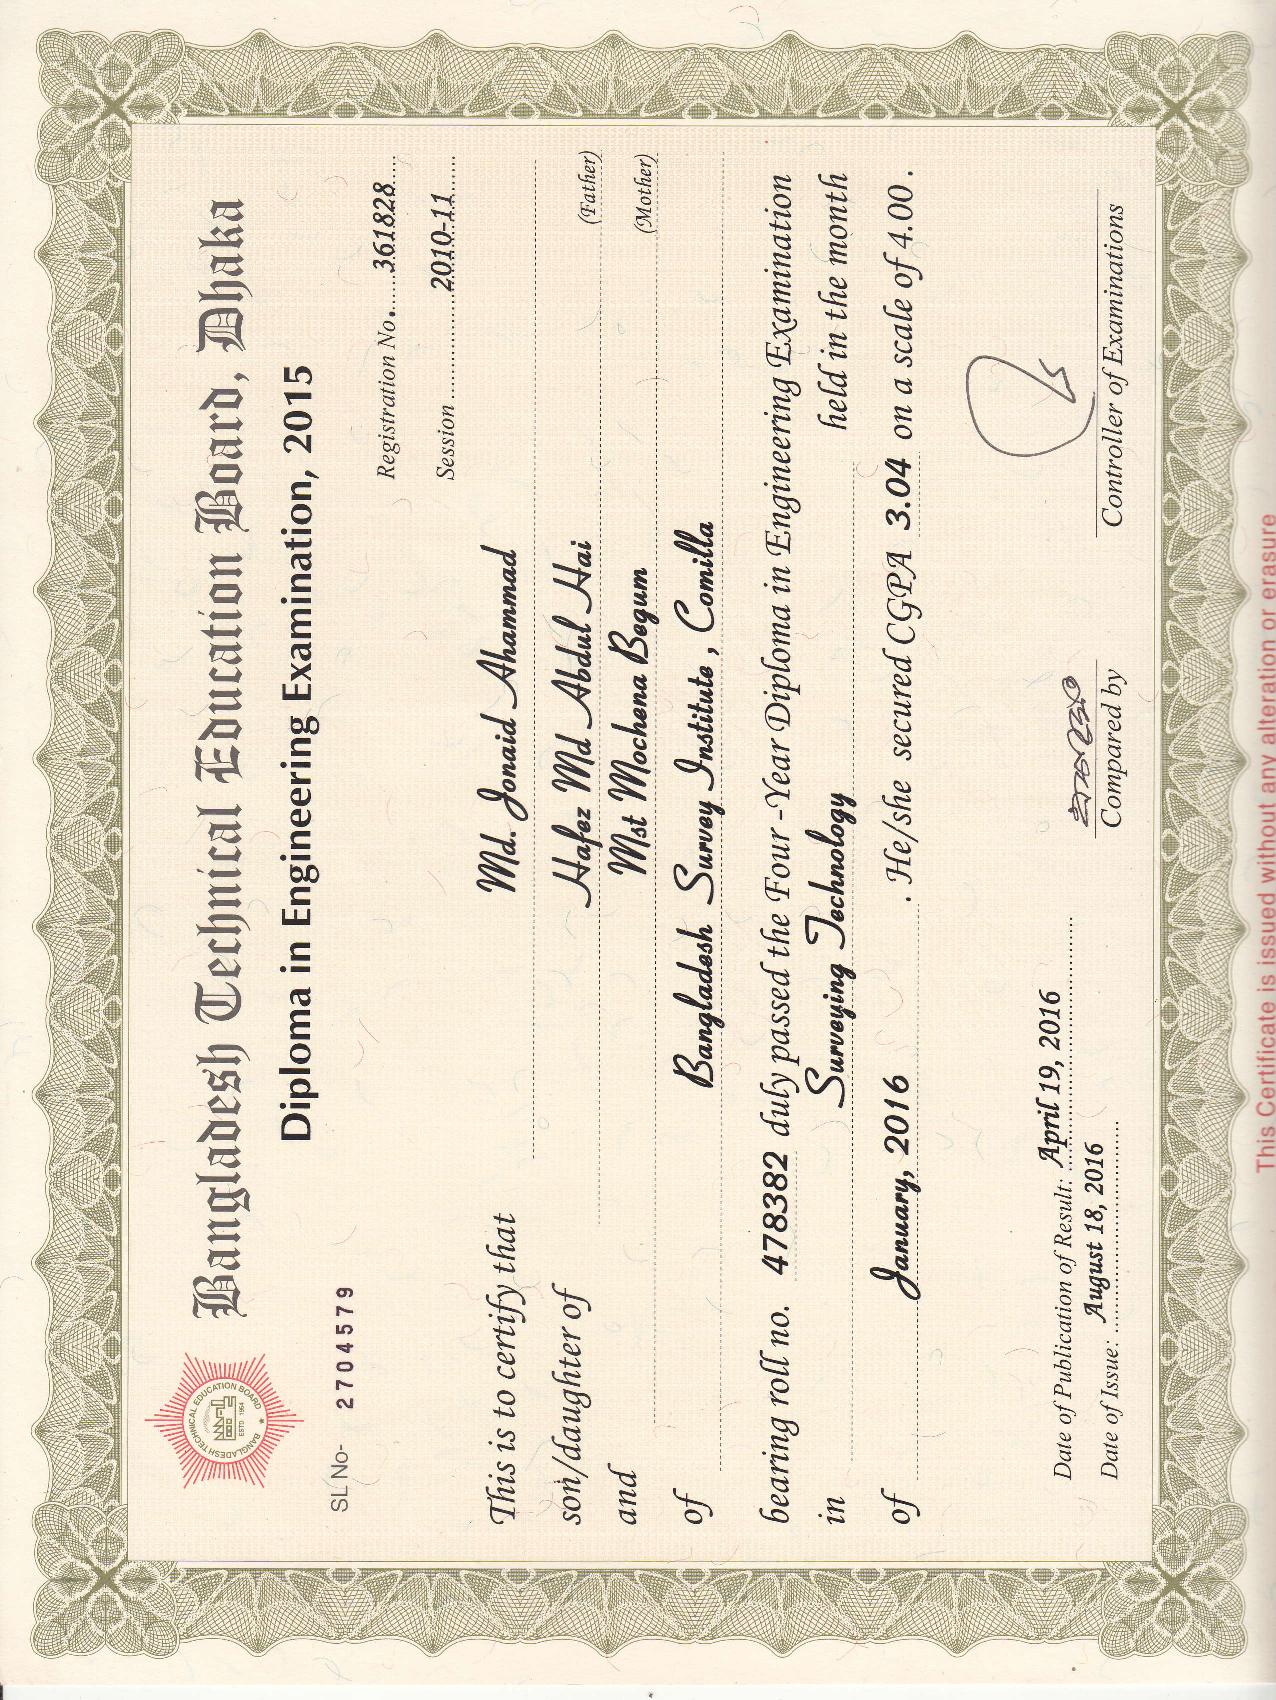 Bangladesh Technical Education Board, Dhaka
BANGLADESH TECHNICAL EDUCATION BOARD
ESTD 1954
Diploma in Engineering Examination, 2015
SL No- 2704579
Registration No. 361828
Session 2010-11
This is to certify that Md. Jonaid Ahammad
son/daughter of Hafez Md Abdul Hai (Father)
and Mst Mochena Begum (Mother)
of Bangladesh Survey Institute, Comilla
bearing roll no. 478382 duly passed the Four-Year Diploma in Engineering Examination
in Surveying Technology held in the month
of January, 2016. He/she secured CGPA 3.04 on a scale of 4.00.
Date of Publication of Result: April 19, 2016
Date of Issue: August 18, 2016
Compared by
Controller of Examinations
This Certificate is issued without any alteration or erasure